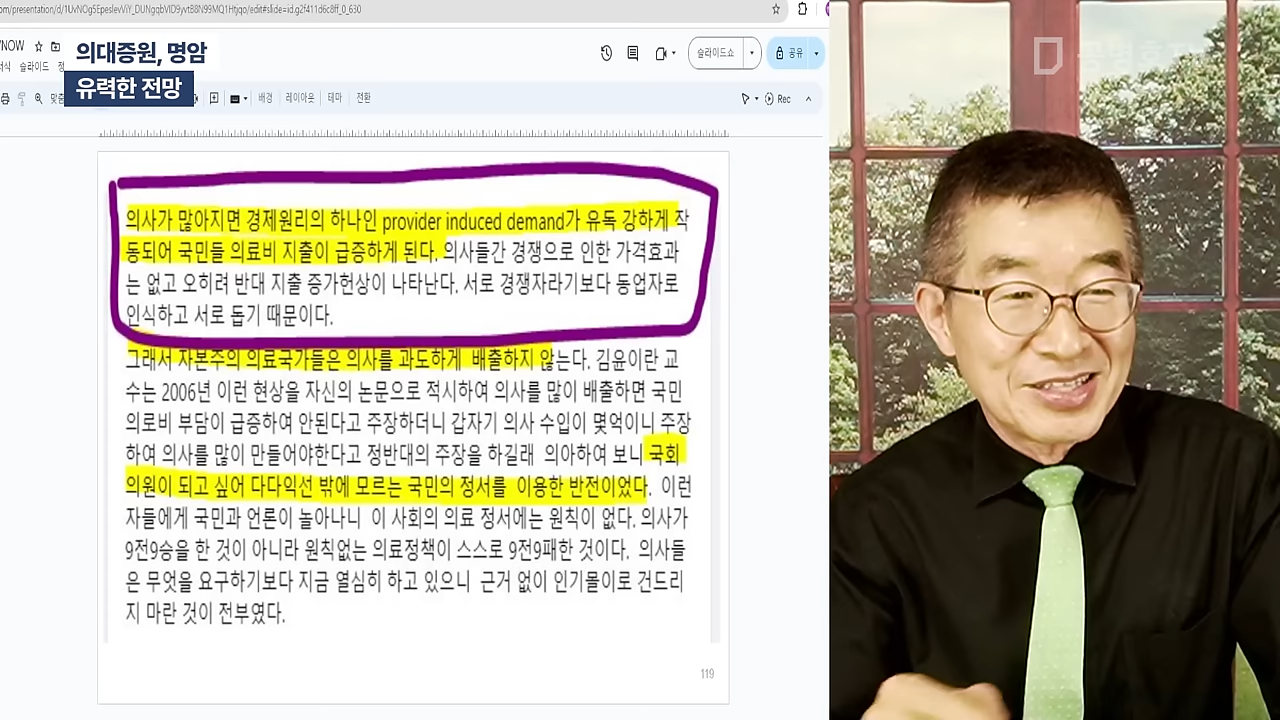 om/presentation/d/1UvNOg5EpeslevViY_DUNgqbVID9yvtB8N99MQ1Htjqo/edit#slide=id.g2f411d6c8ff_0_630
NOW
의대증원, 명암
유력한 전망
서식 슬라이드 정
슬라이드쇼
공유
맞춤
배경 레이아웃 테마 전환
Rec
의사가 많아지면 경제원리의 하나인 provider induced demand가 유독 강하게 작
동되어 국민들 의료비 지출이 급증하게 된다. 의사들간 경쟁으로 인한 가격효과
는 없고 오히려 반대 지출 증가현상이 나타난다. 서로 경쟁자라기보다 동업자로
인식하고 서로 돕기 때문이다.
그래서 자본주의 의료국가들은 의사를 과도하게 배출하지 않는다. 김윤이란 교
수는 2006년 이런 현상을 자신의 논문으로 적시하여 의사를 많이 배출하면 국민
의료비 부담이 급증하여 안된다고 주장하더니 갑자기 의사 수입이 몇억이니 주장
하여 의사를 많이 만들어야한다고 정반대의 주장을 하길래 의아하여 보니 국회
의원이 되고 싶어 다다익선 밖에 모르는 국민의 정서를 이용한 반전이었다. 이런
자들에게 국민과 언론이 놀아나니 이 사회의 의료 정서에는 원칙이 없다. 의사가
9전9승을 한 것이 아니라 원칙없는 의료정책이 스스로 9전9패한 것이다. 의사들
은 무엇을 요구하기보다 지금 열심히 하고 있으니 근거 없이 인기몰이로 건드리
지 마란 것이 전부였다.
119